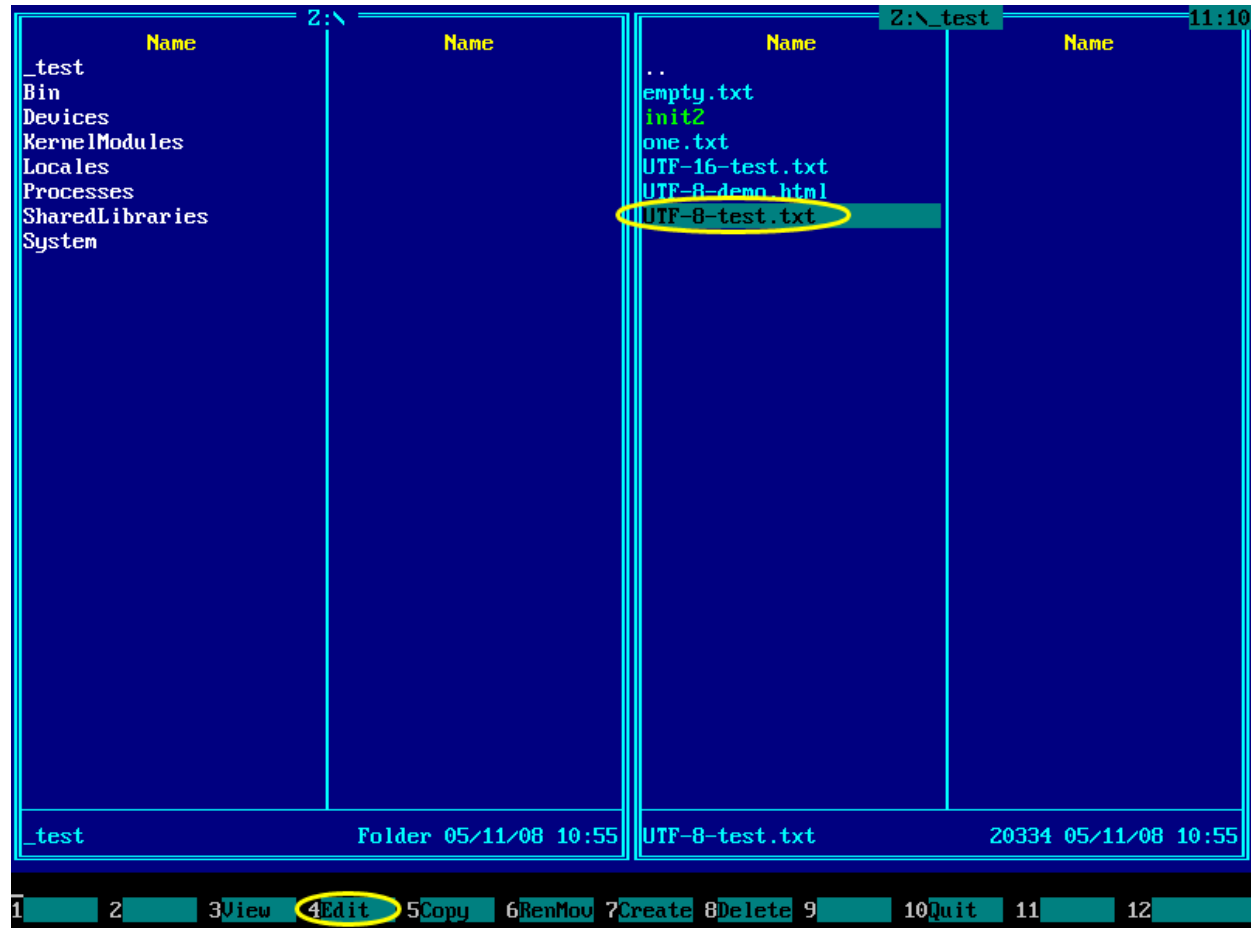 Z:\
Name Name
_test
Bin
Devices
KernelModules
Locales
Processes
SharedLibraries
System
_test Folder 05/11/08 10:55
Z:\_test 11:10
Name Name
..
empty.txt
init2
one.txt
UTF-16-test.txt
UTF-8-demo.html
UTF-8-test.txt
UTF-8-test.txt 20334 05/11/08 10:55
1 2 3View 4Edit 5Copy 6RenMov 7Create 8Delete 9 10Quit 11 12